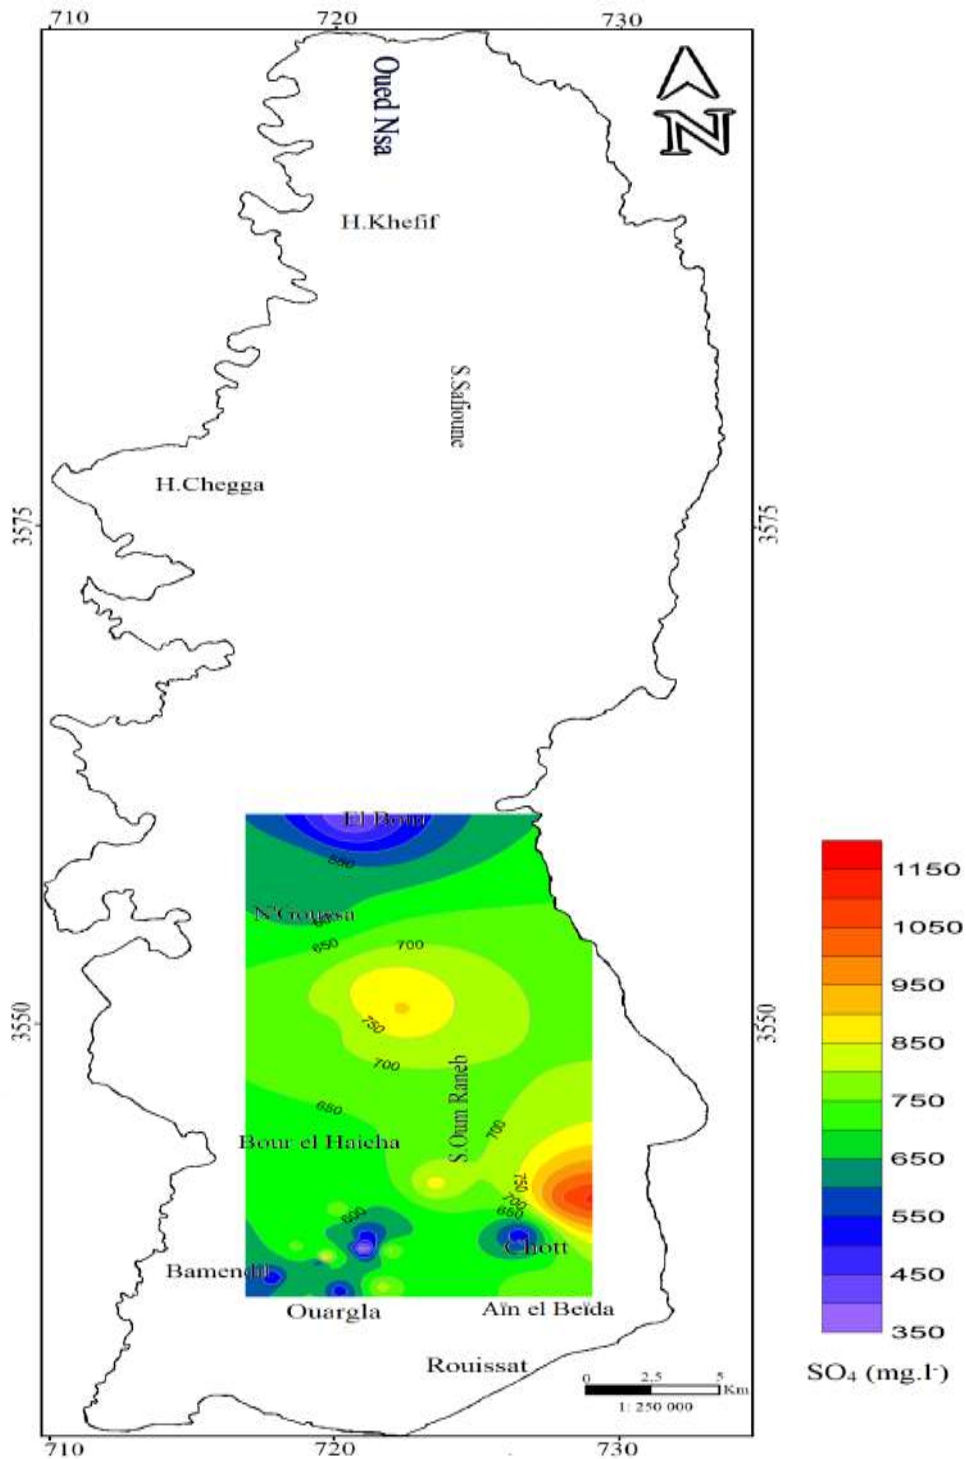 710 720 730
Oued Nsa
N
H.Khefif
S.Safioune
H.Chegga
3575 3575
El Bour
550
N'Goussa
600
650 700
750
3550 3550
700
650
S.Oum Raneb
700
Bour el Haicha
750
700
650
600
Chott
Bamendil
Ouargla
Aïn el Beïda
Rouissat
0 2,5 5 Km
1: 250 000
710 720 730
1150
1050
950
850
750
650
550
450
350
SO₄ (mg.l⁻)